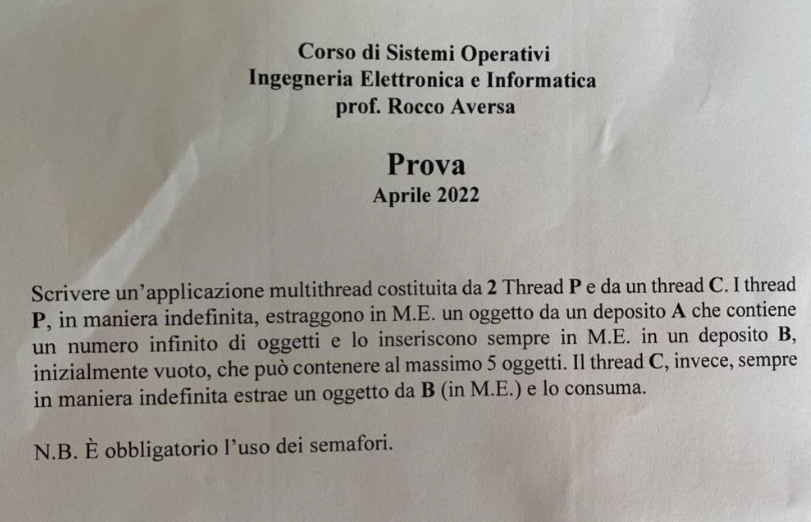 Corso di Sistemi Operativi
Ingegneria Elettronica e Informatica
prof. Rocco Aversa
Prova
Aprile 2022
Scrivere un'applicazione multithread costituita da 2 Thread P e da un thread C. I thread
P, in maniera indefinita, estraggono in M.E. un oggetto da un deposito A che contiene
un numero infinito di oggetti e lo inseriscono sempre in M.E. in un deposito B,
inizialmente vuoto, che può contenere al massimo 5 oggetti. Il thread C, invece, sempre
in maniera indefinita estrae un oggetto da B (in M.E.) e lo consuma.
N.B. È obbligatorio l'uso dei semafori.